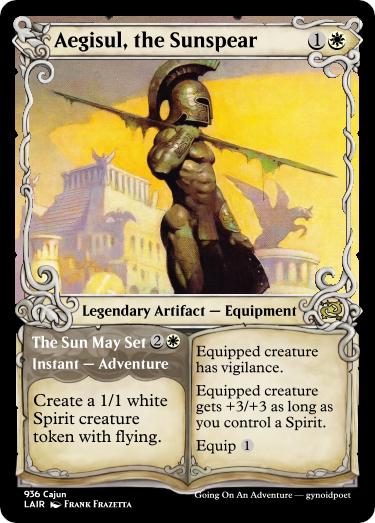 Aegisul, the Sunspear 1
Legendary Artifact — Equipment
The Sun May Set 2
Instant — Adventure
Create a 1/1 white
Spirit creature
token with flying.
Equipped creature
has vigilance.
Equipped creature
gets +3/+3 as long as
you control a Spirit.
Equip 1
936 Cajun
LAIR Frank Frazetta
Going On An Adventure — gynoidpoet